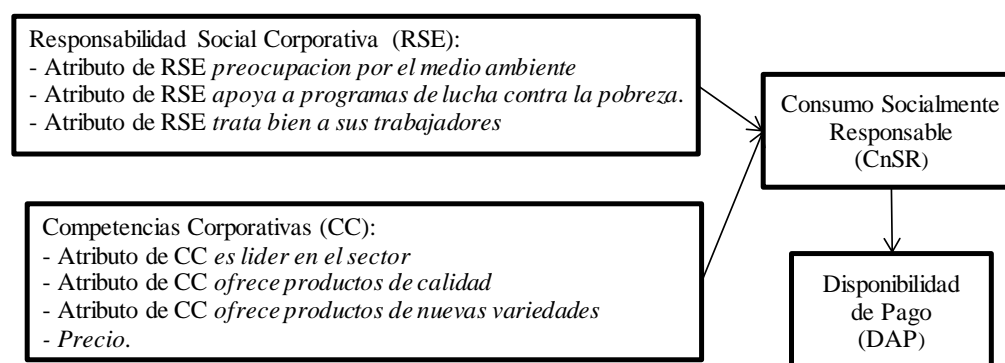 Responsabilidad Social Corporativa (RSE):
- Atributo de RSE preocupacion por el medio ambiente
- Atributo de RSE apoya a programas de lucha contra la pobreza.
- Atributo de RSE trata bien a sus trabajadores
Consumo Socialmente
Responsable
(CnSR)
Competencias Corporativas (CC):
- Atributo de CC es lider en el sector
- Atributo de CC ofrece productos de calidad
- Atributo de CC ofrece productos de nuevas variedades
- Precio.
Disponibilidad
de Pago
(DAP)